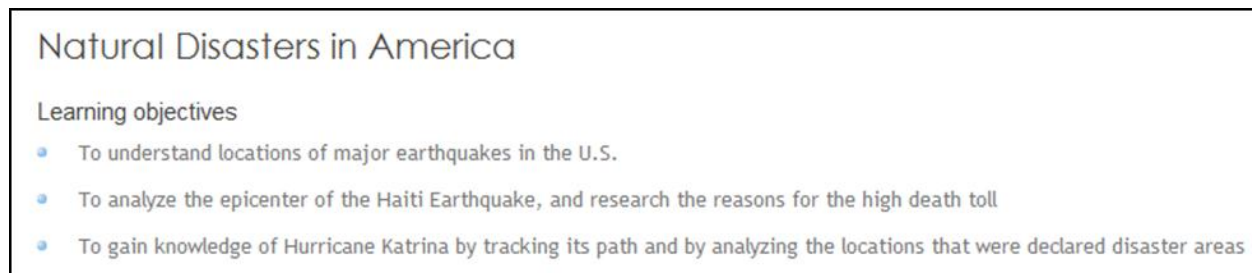 Natural Disasters in America
Learning objectives
To understand locations of major earthquakes in the U.S.
To analyze the epicenter of the Haiti Earthquake, and research the reasons for the high death toll
To gain knowledge of Hurricane Katrina by tracking its path and by analyzing the locations that were declared disaster areas